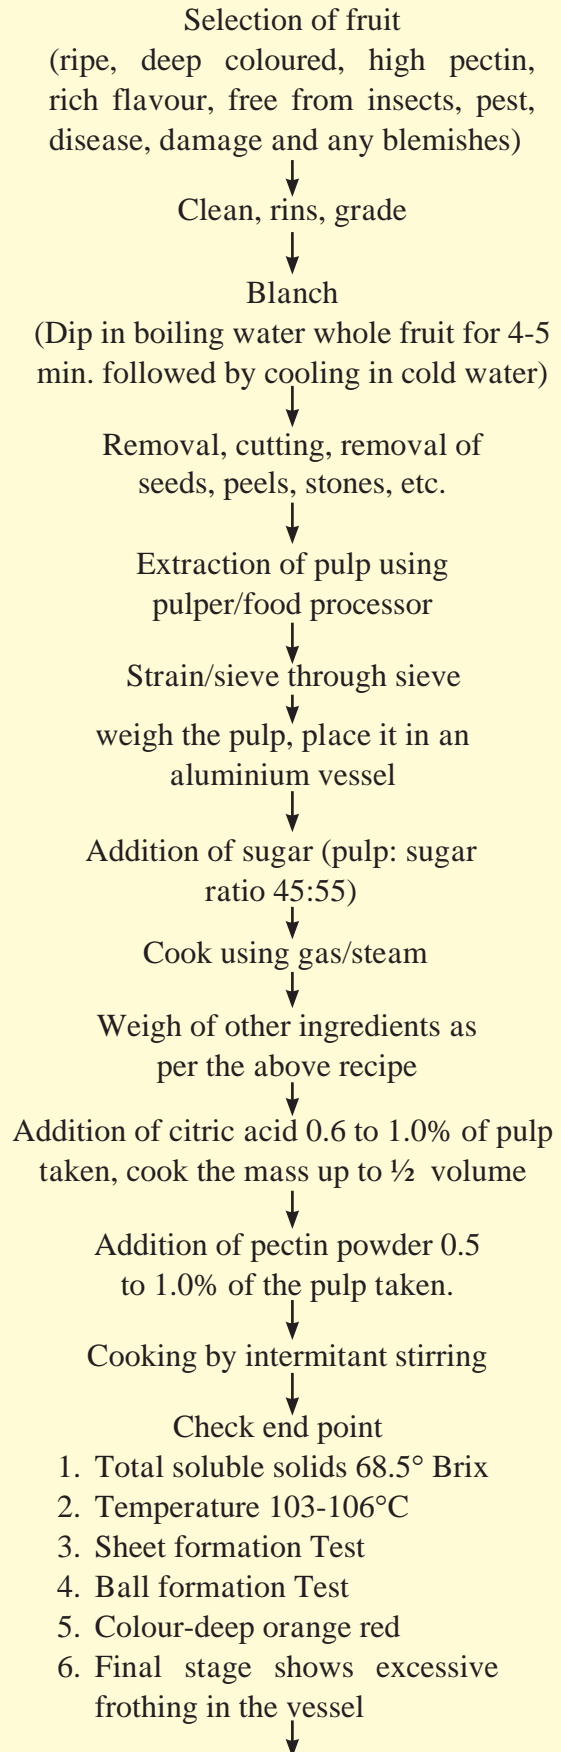 Selection of fruit
(ripe, deep coloured, high pectin,
rich flavour, free from insects, pest,
disease, damage and any blemishes)
Clean, rins, grade
Blanch
(Dip in boiling water whole fruit for 4-5
min. followed by cooling in cold water)
Removal, cutting, removal of
seeds, peels, stones, etc.
Extraction of pulp using
pulper/food processor
Strain/sieve through sieve
weigh the pulp, place it in an
aluminium vessel
Addition of sugar (pulp: sugar
ratio 45:55)
Cook using gas/steam
Weigh of other ingredients as
per the above recipe
Addition of citric acid 0.6 to 1.0% of pulp
taken, cook the mass up to ½ volume
Addition of pectin powder 0.5
to 1.0% of the pulp taken.
Cooking by intermitant stirring
Check end point
1. Total soluble solids 68.5° Brix
2. Temperature 103-106°C
3. Sheet formation Test
4. Ball formation Test
5. Colour-deep orange red
6. Final stage shows excessive
frothing in the vessel